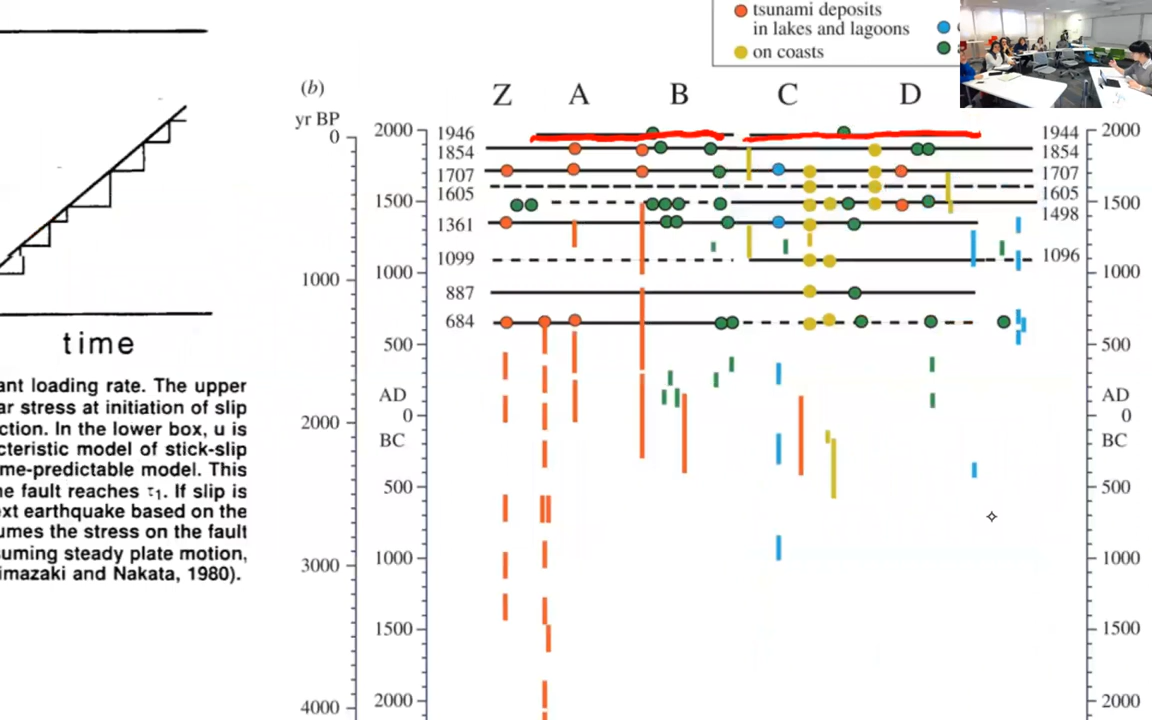 time
ant loading rate. The upper
ar stress at initiation of slip
ction. In the lower box, u is
cteristic model of stick-slip
me-predictable model. This
he fault reaches τ₁. If slip is
ext earthquake based on the
umes the stress on the fault
suming steady plate motion,
imazaki and Nakata, 1980).
tsunami deposits
in lakes and lagoons
on coasts
(b)
Z A B C D
yr BP
0
1000
2000
3000
4000
2000
1500
1000
500
AD
0
BC
500
1000
1500
2000
1946
1854
1707
1605
1361
1099
887
684
1944
1854
1707
1605
1498
1096
2000
1500
1000
500
AD
0
BC
500
1000
1500
2000